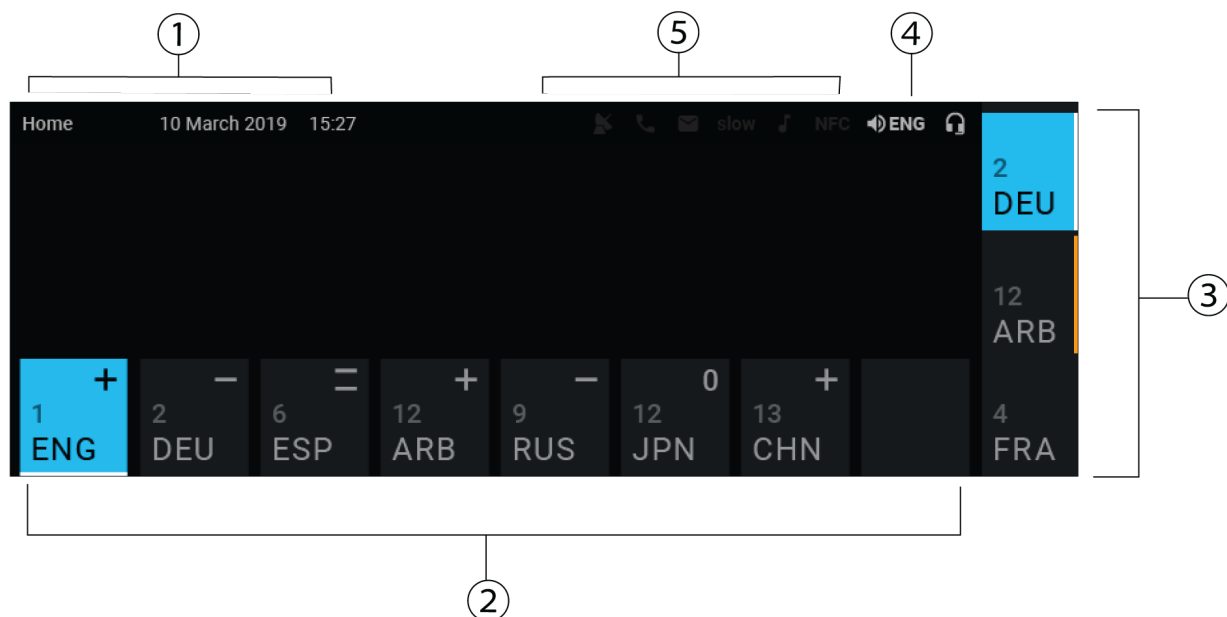 1
5
4
Home 10 March 2019 15:27 slow NFC ENG
2
DEU
3
12
ARB
+ − = + − 0 +
1 2 6 12 9 12 13 4
ENG DEU ESP ARB RUS JPN CHN FRA
2